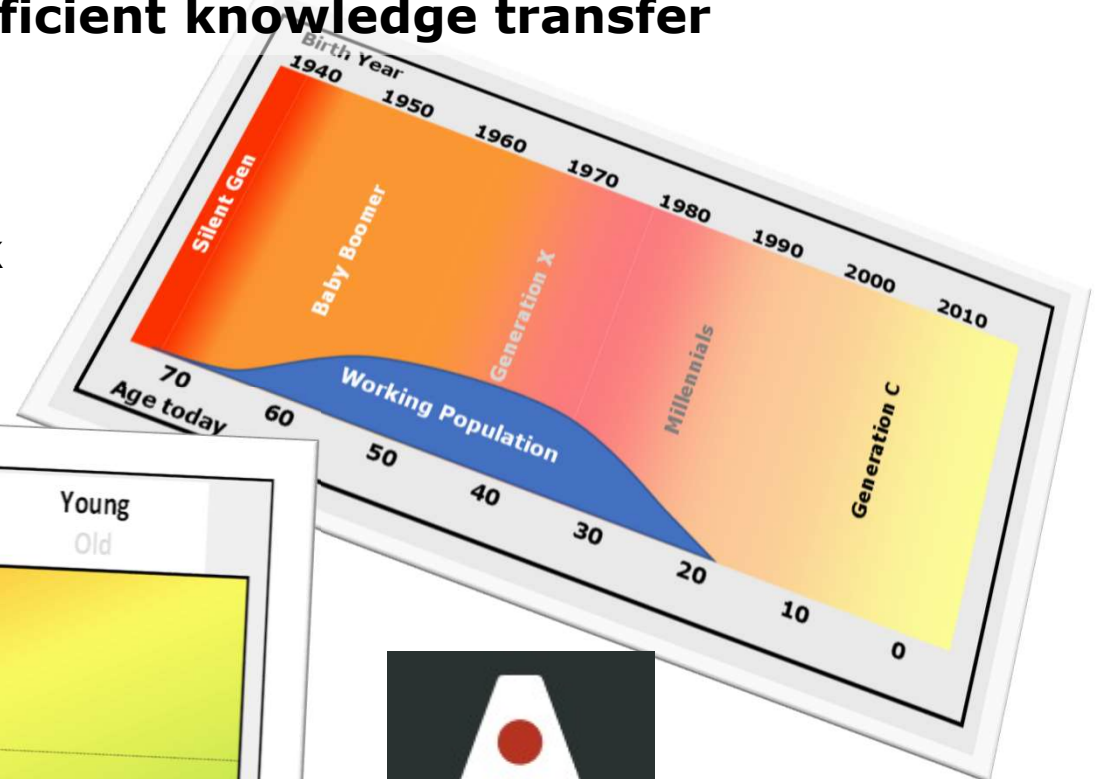 ficient knowledge transfer
Birth Year
1940
1950
1960
1970
1980
1990
2000
2010
Silent Gen
Baby Boomer
Generation X
Millennials
Generation C
Working Population
70
60
50
40
30
20
10
0
Age today
Young
Old